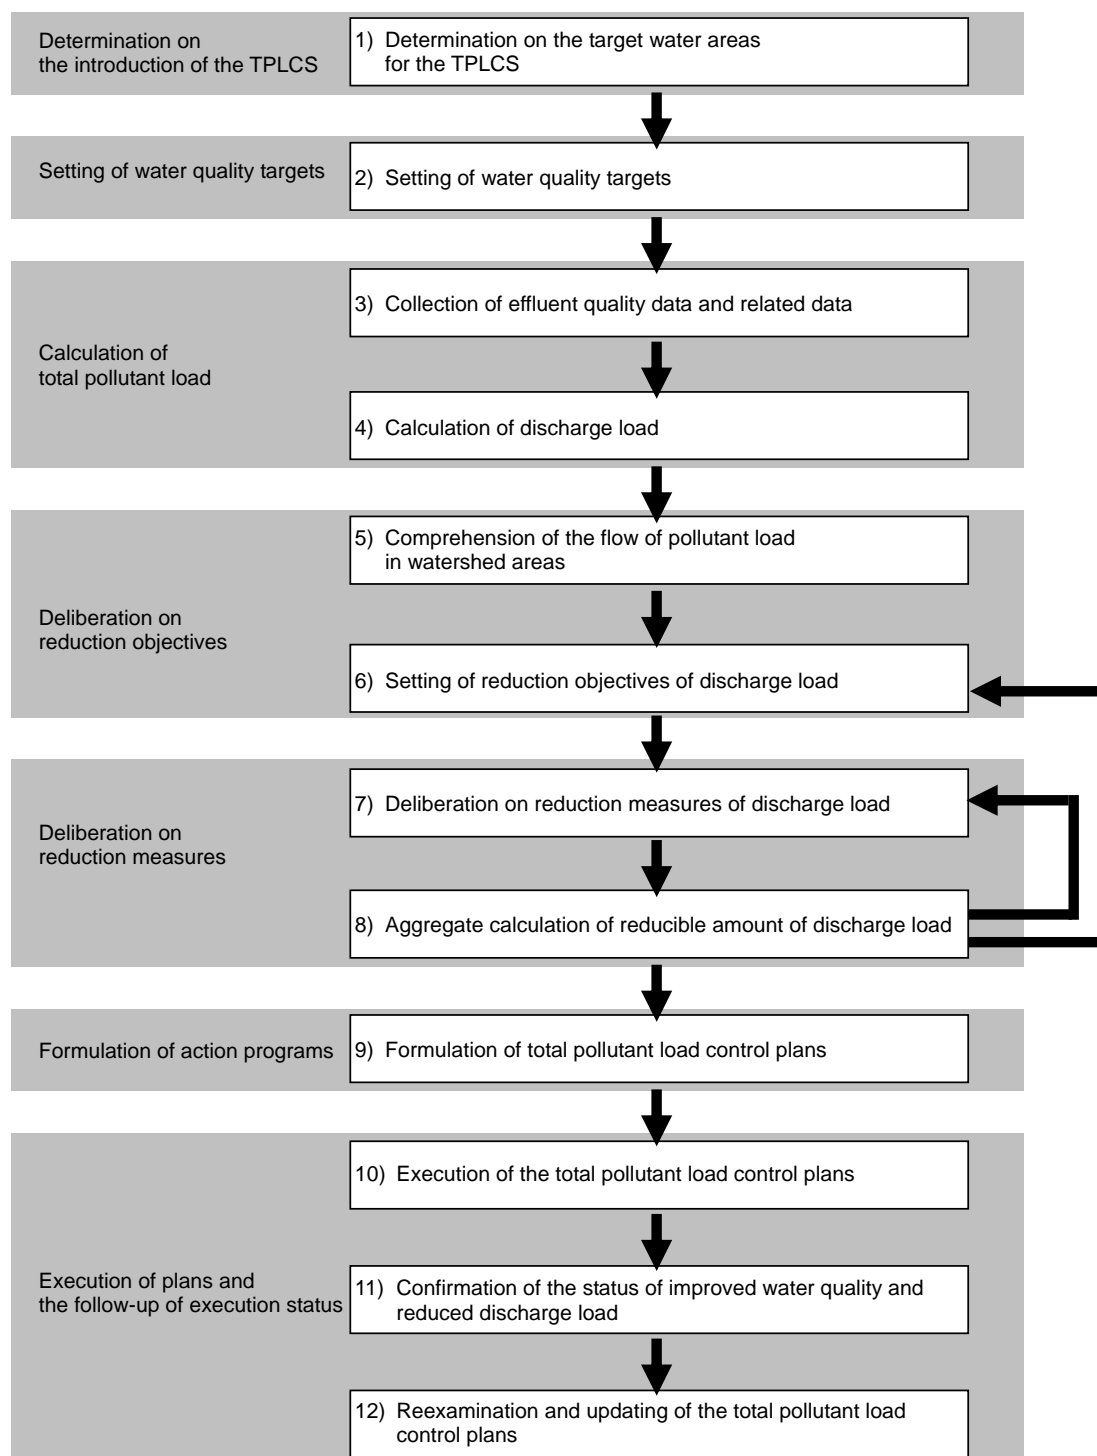 Determination on
the introduction of the TPLCS
1) Determination on the target water areas
for the TPLCS
Setting of water quality targets
2) Setting of water quality targets
Calculation of
total pollutant load
3) Collection of effluent quality data and related data
4) Calculation of discharge load
Deliberation on
reduction objectives
5) Comprehension of the flow of pollutant load
in watershed areas
6) Setting of reduction objectives of discharge load
Deliberation on
reduction measures
7) Deliberation on reduction measures of discharge load
8) Aggregate calculation of reducible amount of discharge load
Formulation of action programs
9) Formulation of total pollutant load control plans
Execution of plans and
the follow-up of execution status
10) Execution of the total pollutant load control plans
11) Confirmation of the status of improved water quality and
reduced discharge load
12) Reexamination and updating of the total pollutant load
control plans